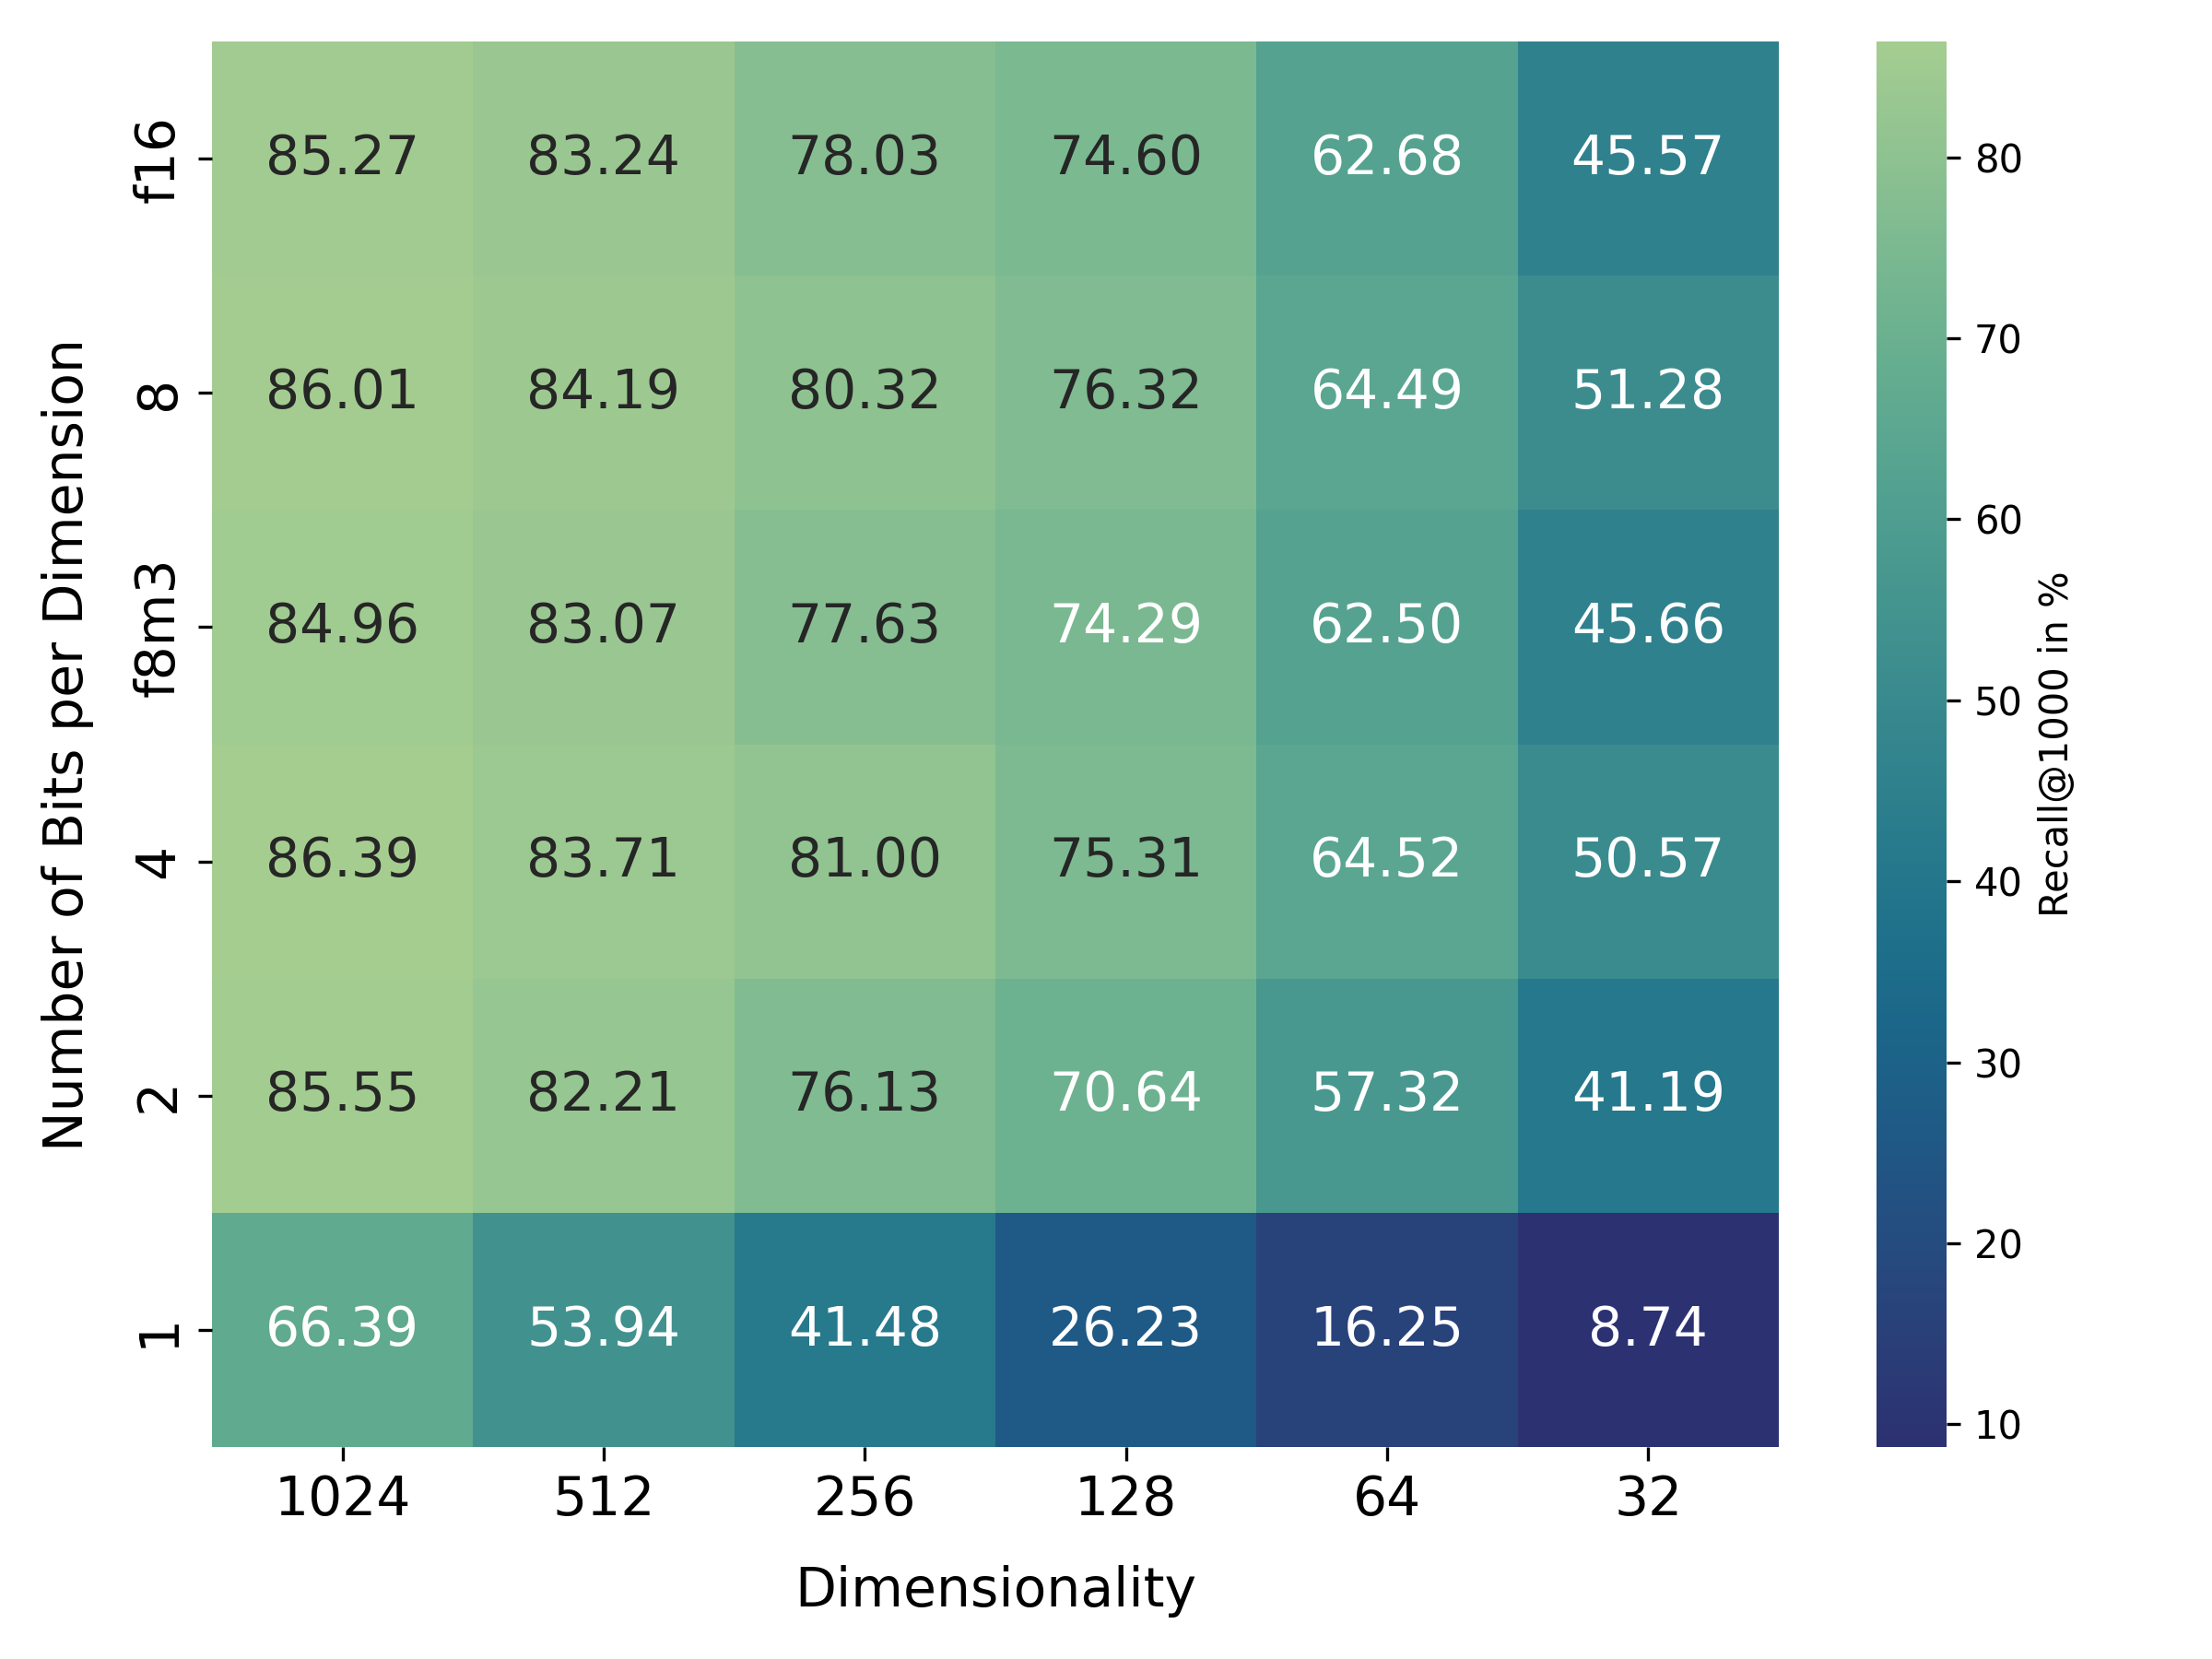 Number of Bits per Dimension
f16
85.27 83.24 78.03 74.60 62.68 45.57
8
86.01 84.19 80.32 76.32 64.49 51.28
f8m3
84.96 83.07 77.63 74.29 62.50 45.66
4
86.39 83.71 81.00 75.31 64.52 50.57
2
85.55 82.21 76.13 70.64 57.32 41.19
1
66.39 53.94 41.48 26.23 16.25 8.74
1024 512 256 128 64 32
Dimensionality
80
70
60
50
40
30
20
10
Recall@1000 in %